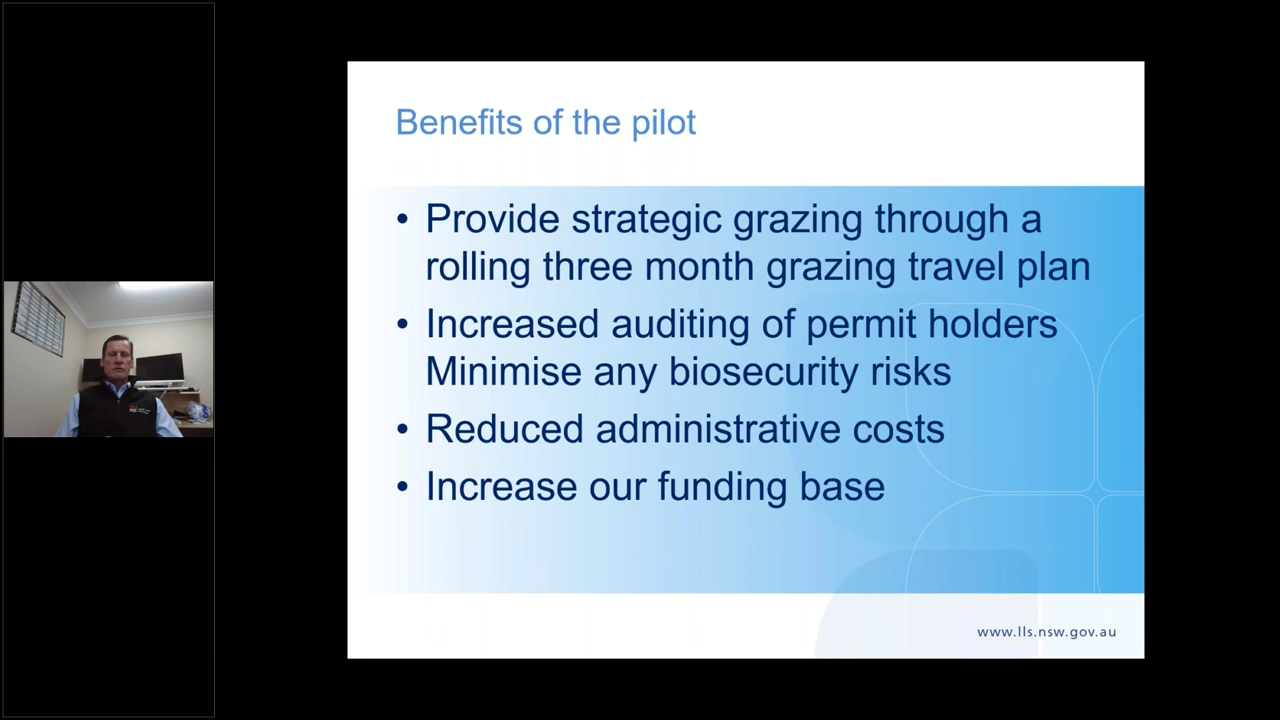 Benefits of the pilot
• Provide strategic grazing through a
rolling three month grazing travel plan
• Increased auditing of permit holders
Minimise any biosecurity risks
• Reduced administrative costs
• Increase our funding base
www.lls.nsw.gov.au